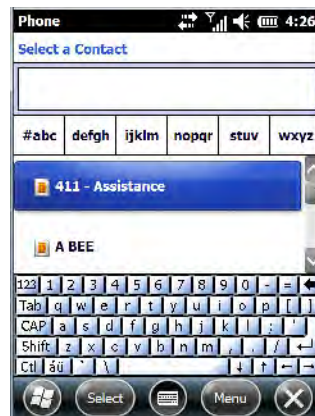 Phone 4:26
Select a Contact
#abc defgh ijklm nopqr stuv wxyz
411 - Assistance
A BEE
123 1 2 3 4 5 6 7 8 9 0 - =
Tab q w e r t y u i o p [ ]
CAP a s d f g h j k l ; '
Shift z x c v b n m , . /
Ctl áü ` \
Select Menu